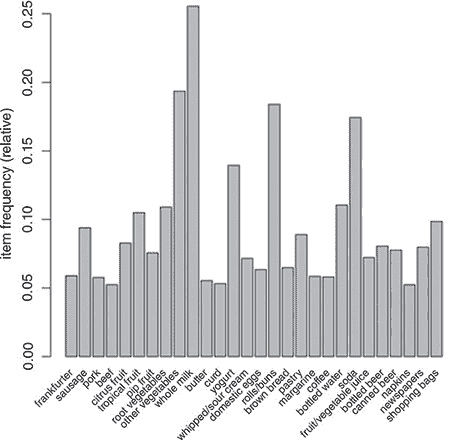 item frequency (relative)
0.25
0.20
0.15
0.10
0.05
0.00
frankfurter
sausage
pork
beef
citrus fruit
tropical fruit
pip fruit
root vegetables
other vegetables
whole milk
butter
curd
yogurt
whipped/sour cream
domestic eggs
rolls/buns
brown bread
pastry
margarine
coffee
bottled water
soda
fruit/vegetable juice
bottled beer
canned beer
napkins
newspapers
shopping bags